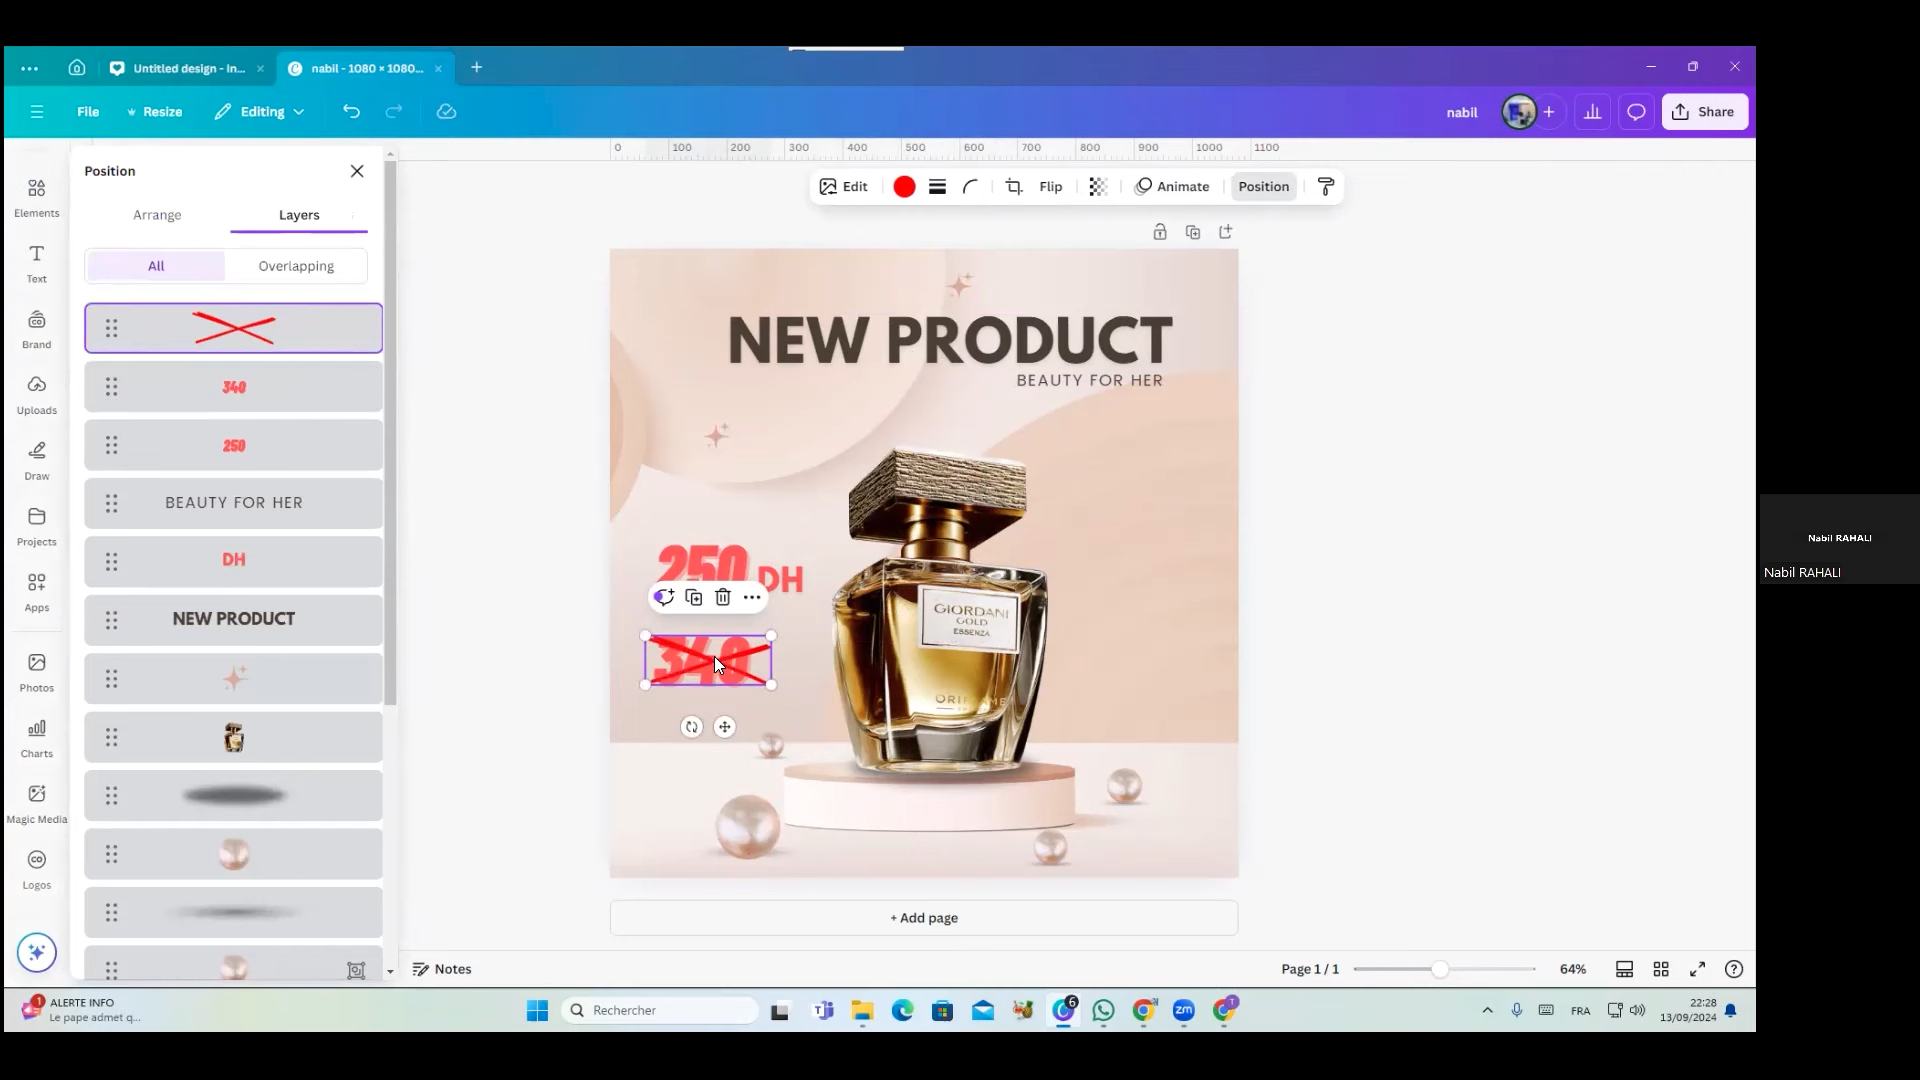 Untitled design - In...
nabil - 1080 × 1080...
File
Resize
Editing
nabil
Share
Position
Arrange
Layers
All
Overlapping
340
250
BEAUTY FOR HER
DH
NEW PRODUCT
Elements
Text
Brand
Uploads
Draw
Projects
Apps
Photos
Charts
Magic Media
Logos
0 100 200 300 400 500 600 700 800 900 1000 1100
Edit
Flip
Animate
Position
NEW PRODUCT
BEAUTY FOR HER
250 DH
340
GIORDANI
GOLD
ESSENZA
+ Add page
Notes
Page 1 / 1
64%
Nabil RAHALI
Nabil RAHALI
1
ALERTE INFO
Le pape admet q...
Rechercher
6
zm
T
FRA
22:28
13/09/2024